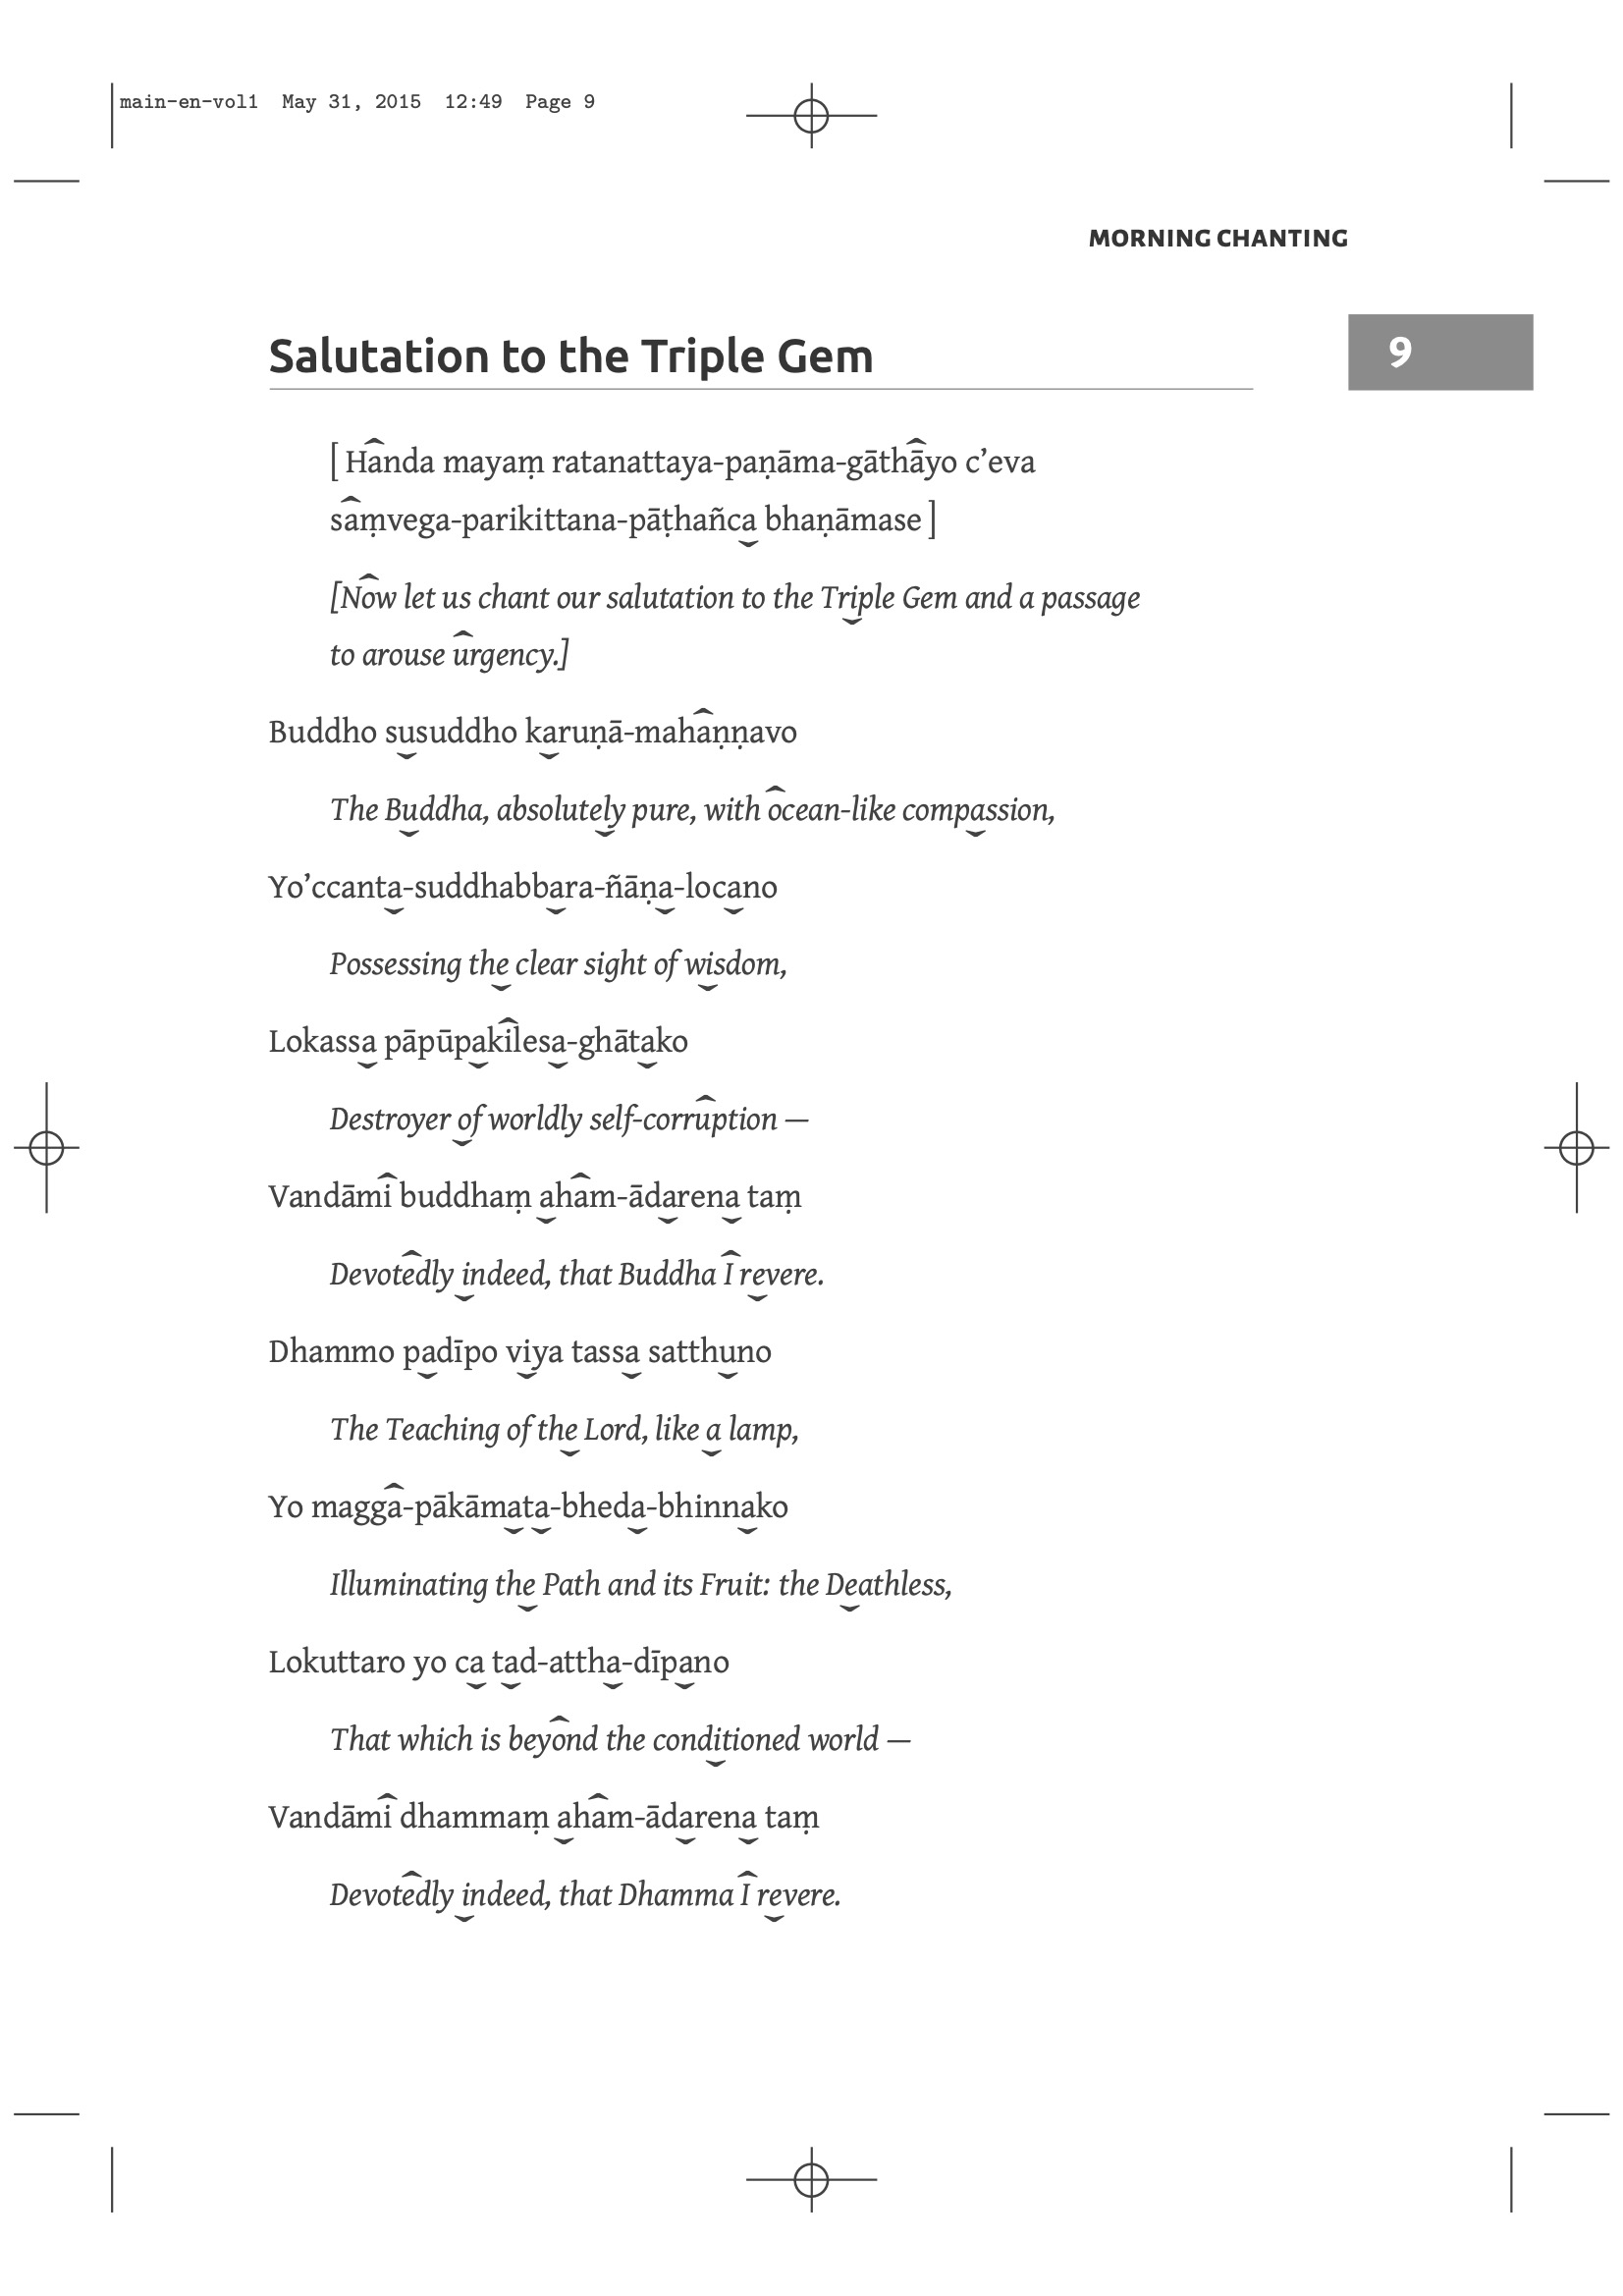 main-en-vol1 May 31, 2015 12:49 Page 9
MORNING CHANTING
Salutation to the Triple Gem
9
[ Handa mayaṃ ratanattaya-paṇāma-gāthāyo c’eva
saṃvega-parikittana-pāṭhañca bhaṇāmase ]
[Now let us chant our salutation to the Triple Gem and a passage
to arouse urgency.]
Buddho susuddho karuṇā-mahaṇṇavo
The Buddha, absolutely pure, with ocean-like compassion,
Yo’ccanta-suddhabbara-ñāṇa-locano
Possessing the clear sight of wisdom,
Lokassa pāpūpakilesa-ghātako
Destroyer of worldly self-corruption —
Vandāmi buddhaṃ aham-ādarena taṃ
Devotedly indeed, that Buddha I revere.
Dhammo padīpo viya tassa satthuno
The Teaching of the Lord, like a lamp,
Yo magga-pākāmata-bheda-bhinnako
Illuminating the Path and its Fruit: the Deathless,
Lokuttaro yo ca tad-attha-dīpano
That which is beyond the conditioned world —
Vandāmi dhammaṃ aham-ādarena taṃ
Devotedly indeed, that Dhamma I revere.